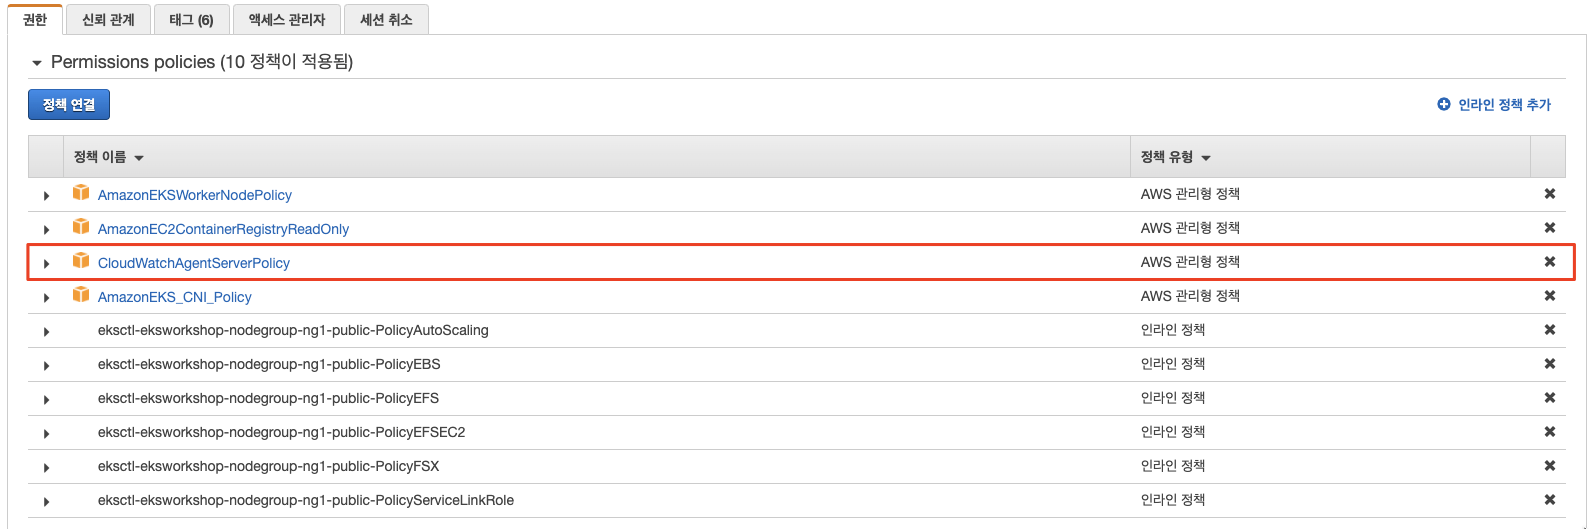 권한 신뢰 관계 태그 (6) 액세스 관리자 세션 취소
Permissions policies (10 정책이 적용됨)
정책 연결 인라인 정책 추가
정책 이름 정책 유형
AmazonEKSWorkerNodePolicy AWS 관리형 정책
AmazonEC2ContainerRegistryReadOnly AWS 관리형 정책
CloudWatchAgentServerPolicy AWS 관리형 정책
AmazonEKS_CNI_Policy AWS 관리형 정책
eksctl-eksworkshop-nodegroup-ng1-public-PolicyAutoScaling 인라인 정책
eksctl-eksworkshop-nodegroup-ng1-public-PolicyEBS 인라인 정책
eksctl-eksworkshop-nodegroup-ng1-public-PolicyEFS 인라인 정책
eksctl-eksworkshop-nodegroup-ng1-public-PolicyEFSEC2 인라인 정책
eksctl-eksworkshop-nodegroup-ng1-public-PolicyFSX 인라인 정책
eksctl-eksworkshop-nodegroup-ng1-public-PolicyServiceLinkRole 인라인 정책